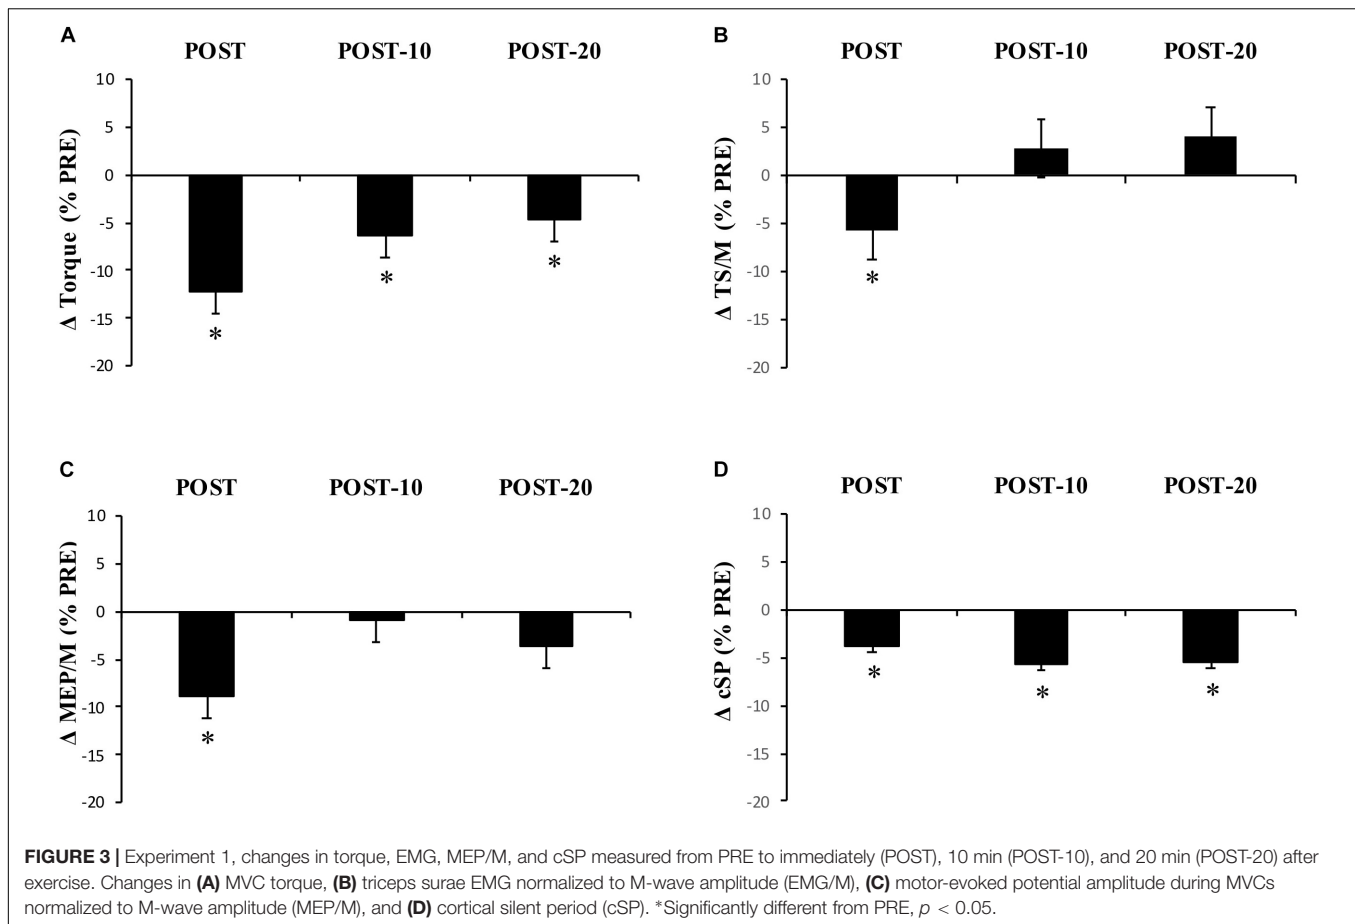 A
POST POST-10 POST-20
10
5
0
-5
-10
-15
-20
Δ Torque (% PRE)
*
*
*
B
POST POST-10 POST-20
10
5
0
-5
-10
-15
-20
Δ TS/M (% PRE)
*
C
POST POST-10 POST-20
10
5
0
-5
-10
-15
-20
Δ MEP/M (% PRE)
*
D
POST POST-10 POST-20
10
5
0
-5
-10
-15
-20
Δ cSP (% PRE)
*
*
*
FIGURE 3 | Experiment 1, changes in torque, EMG, MEP/M, and cSP measured from PRE to immediately (POST), 10 min (POST-10), and 20 min (POST-20) after
exercise. Changes in (A) MVC torque, (B) triceps surae EMG normalized to M-wave amplitude (EMG/M), (C) motor-evoked potential amplitude during MVCs
normalized to M-wave amplitude (MEP/M), and (D) cortical silent period (cSP). *Significantly different from PRE, p < 0.05.